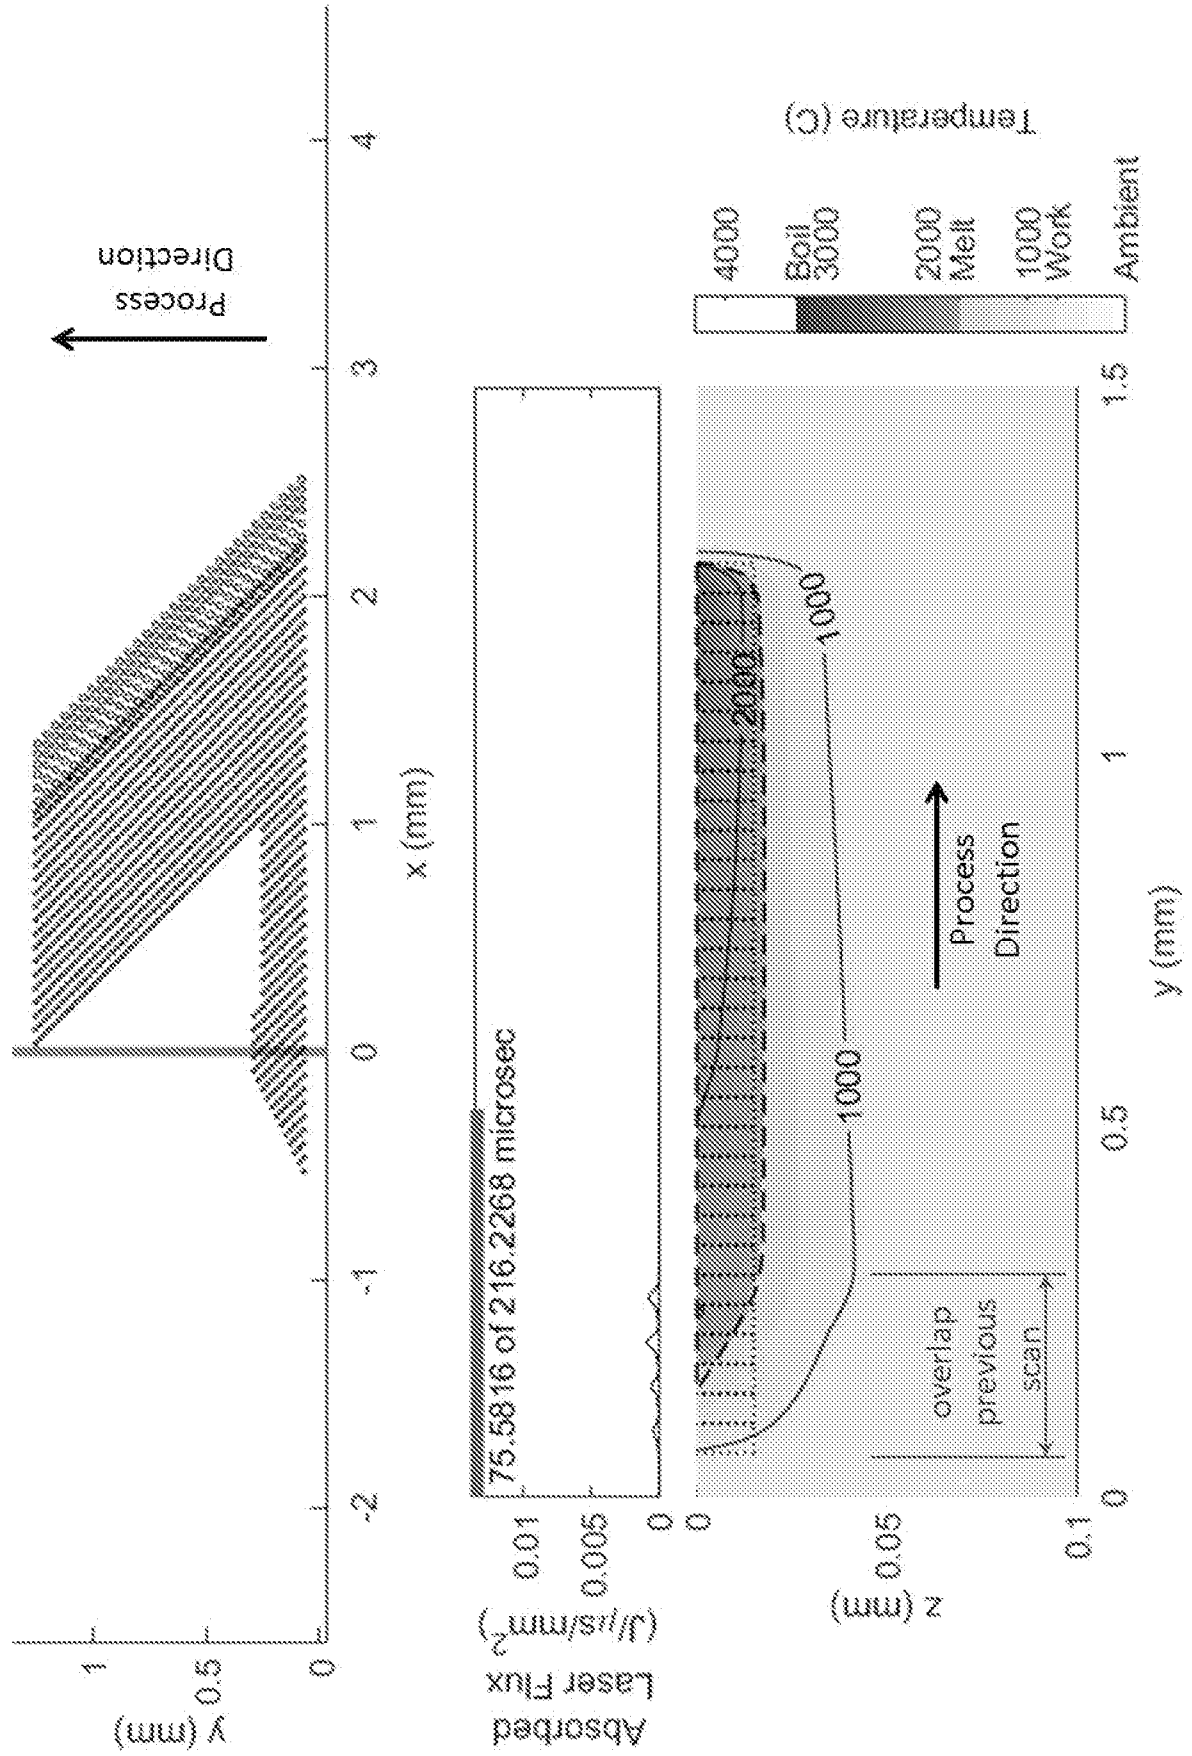 y (mm)
1
0.5
0
-2
-1
0
1
2
3
4
x (mm)
Process
Direction
Absorbed
Laser Flux
(J/μs/mm²)
0.01
0.005
0
75.5816 of 216.2268 microsec
z (mm)
0
0.05
0.1
0
0.5
1
1.5
y (mm)
overlap
previous
scan
1000
2000
1000
Process
Direction
4000
Boil
3000
2000
Melt
1000
Work
Ambient
Temperature (C)